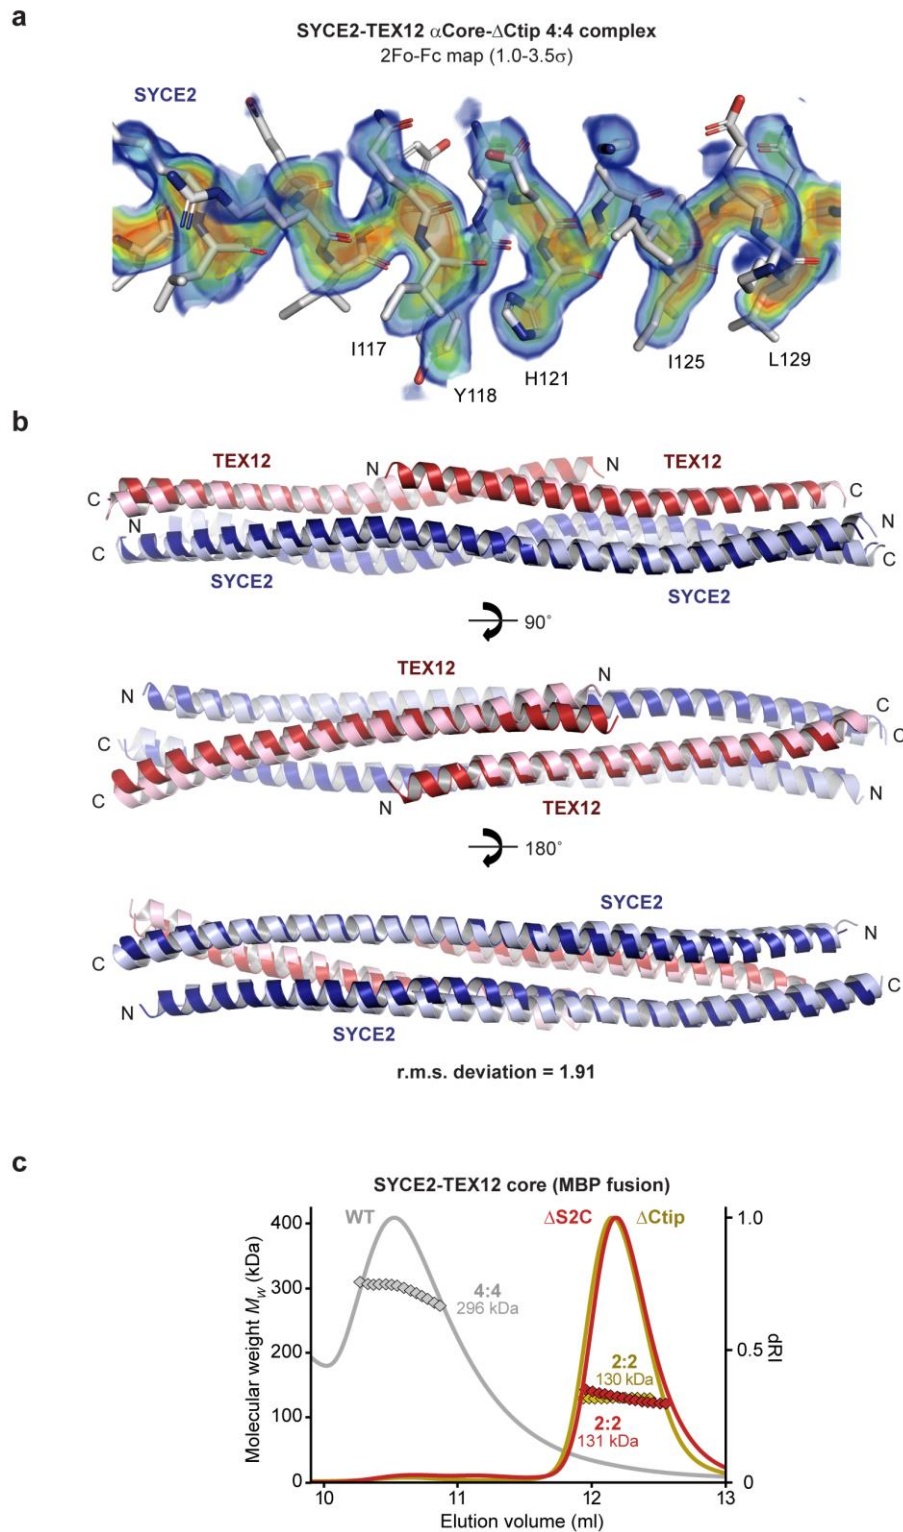 a
SYCE2-TEX12 αCore-ΔCtip 4:4 complex
2Fo-Fc map (1.0-3.5σ)
SYCE2
I117
Y118
H121
I125
L129
b
TEX12
N
N
TEX12
C
C
N
N
C
C
SYCE2
SYCE2
90°
TEX12
N
N
C
C
C
C
N
N
TEX12
180°
SYCE2
N
C
C
N
SYCE2
r.m.s. deviation = 1.91
c
SYCE2-TEX12 core (MBP fusion)
WT
ΔS2C
ΔCtip
400
300
200
100
0
Molecular weight Mw (kDa)
4:4
296 kDa
2:2
130 kDa
2:2
131 kDa
1.0
0.5
0
dRI
10
11
12
13
Elution volume (ml)